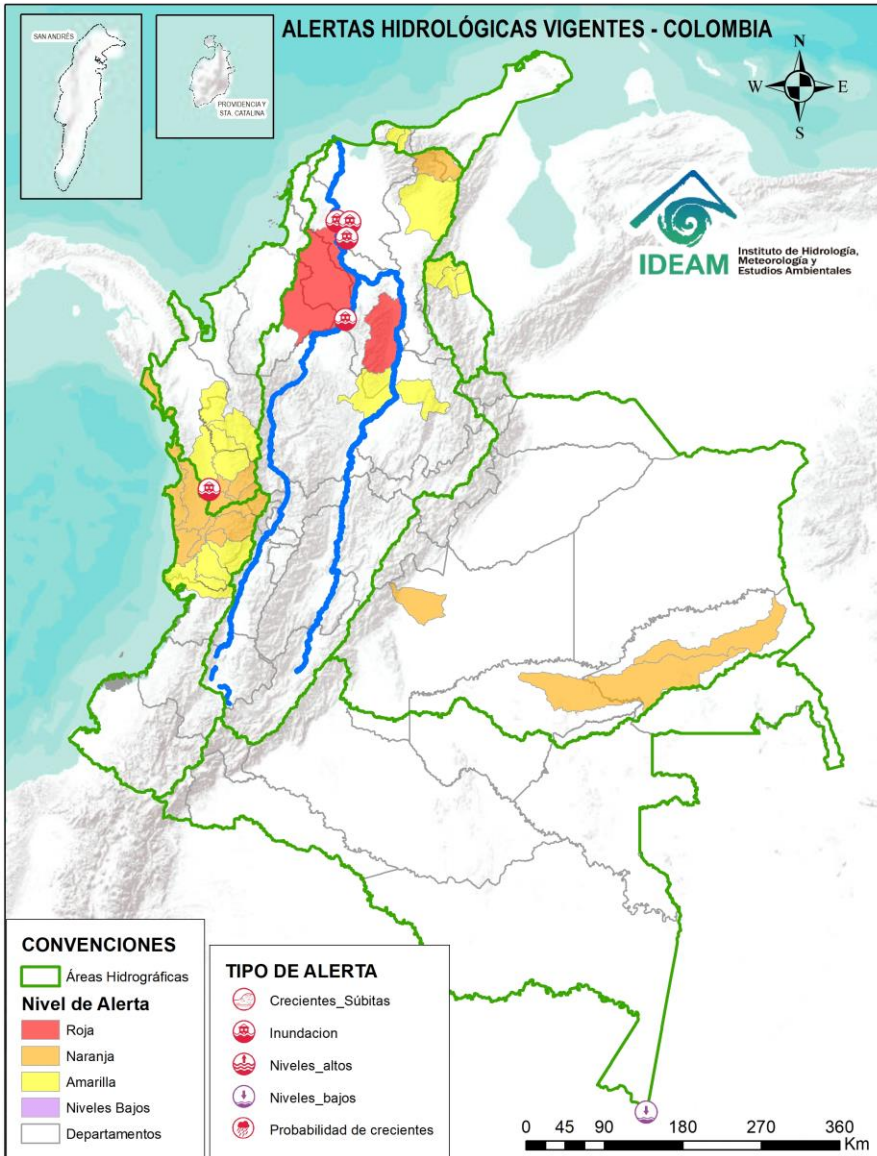 ALERTAS HIDROLÓGICAS VIGENTES - COLOMBIA
SAN ANDRÉS
PROVIDENCIA Y
STA. CATALINA
N
W
E
S
IDEAM
Instituto de Hidrología,
Meteorología y
Estudios Ambientales
CONVENCIONES
Áreas Hidrográficas
Nivel de Alerta
Roja
Naranja
Amarilla
Niveles Bajos
Departamentos
TIPO DE ALERTA
Crecientes_Súbitas
Inundacion
Niveles_altos
Niveles_bajos
Probabilidad de crecientes
0 45 90 180 270 360
Km